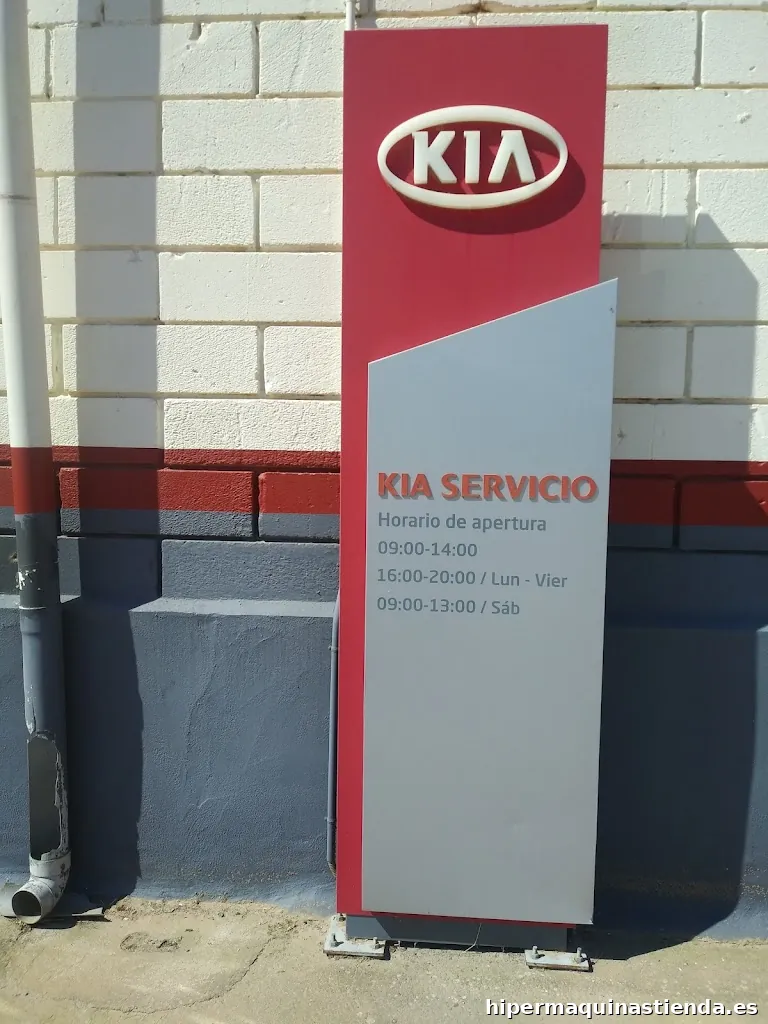 KIA
KIA SERVICIO
Horario de apertura
09:00-14:00
16:00-20:00 / Lun - Vier
09:00-13:00 / Sáb
hipermaquinastienda.es